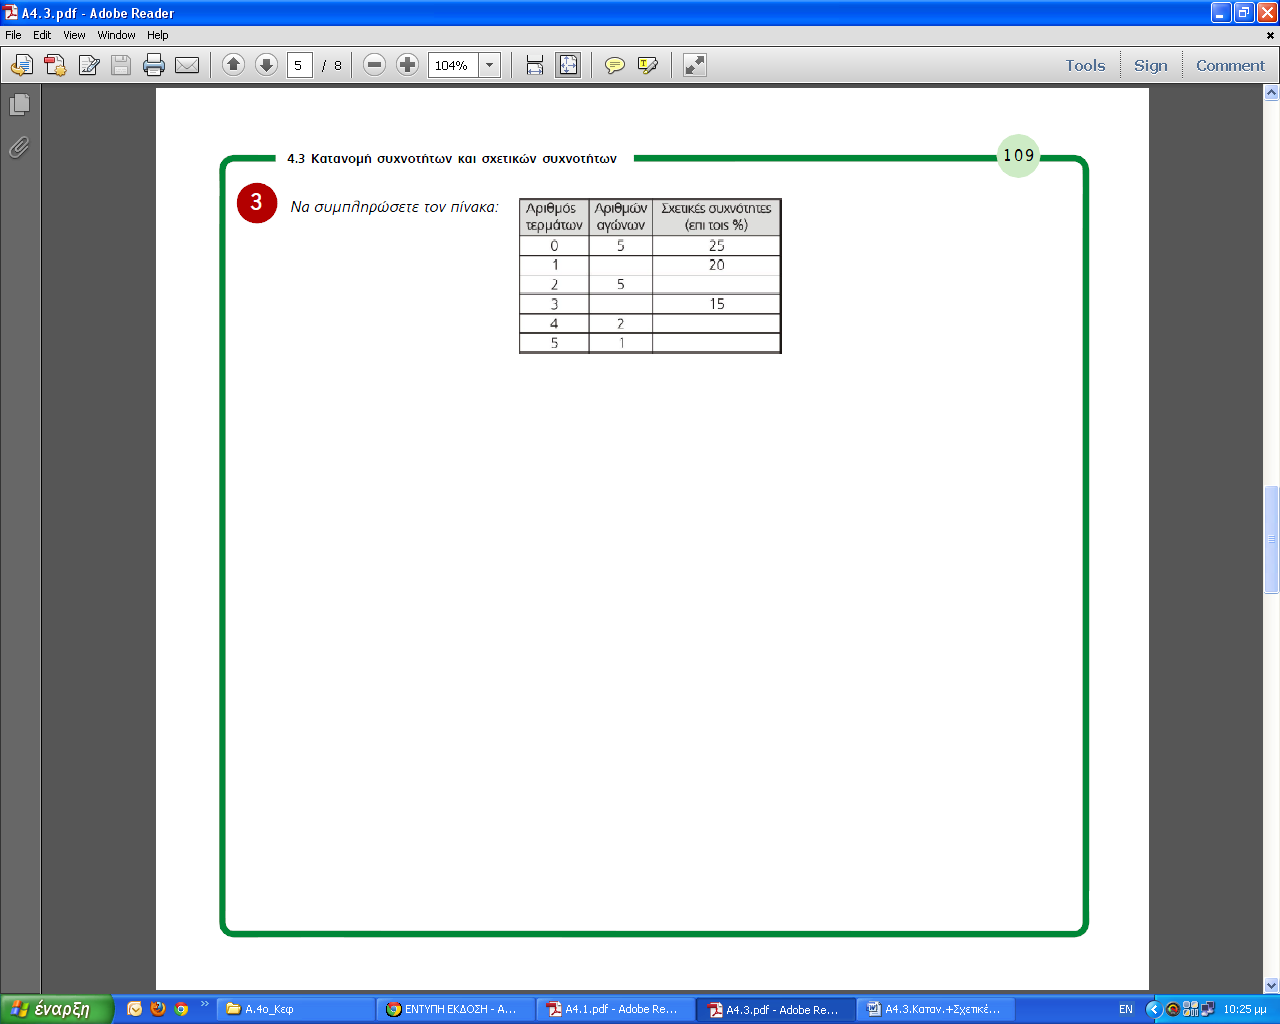 A4.3.pdf - Adobe Reader
File Edit View Window Help
5 / 8 104% Tools Sign Comment
4.3 Κατανομή συχνοτήτων και σχετικών συχνοτήτων 109
3 Να συμπληρώσετε τον πίνακα:
Αριθμός Αριθμών Σχετικές συχνότητες
τερμάτων αγώνων (επι τοις %)
0 5 25
1 20
2 5
3 15
4 2
5 1
έναρξη » A.4o_Κεφ ΕΝΤΥΠΗ ΕΚΔΟΣΗ - Α... A4.1.pdf - Adobe Rea... A4.3.pdf - Adobe Rea... A4.3.Καταν.+Σχετικέ... EN 10:25 μμ